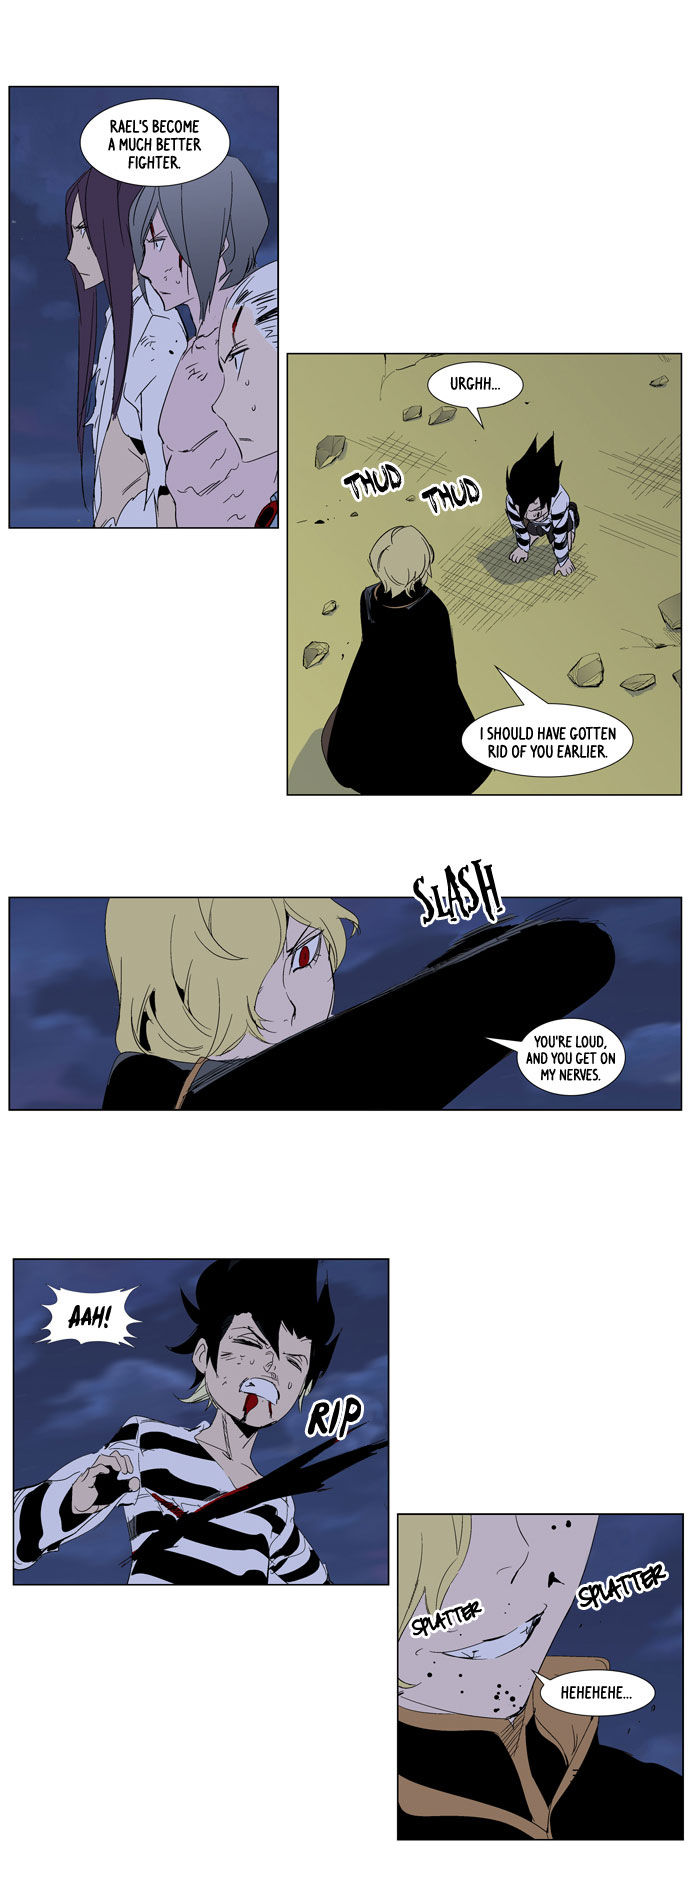 RAEL'S BECOME
A MUCH BETTER
FIGHTER.
URGHH...
THUD
THUD
I SHOULD HAVE GOTTEN
RID OF YOU EARLIER.
SLASH
YOU'RE LOUD,
AND YOU GET ON
MY NERVES.
AAH!
RIP
SPLATTER
SPLATTER
HEHEHEHE...